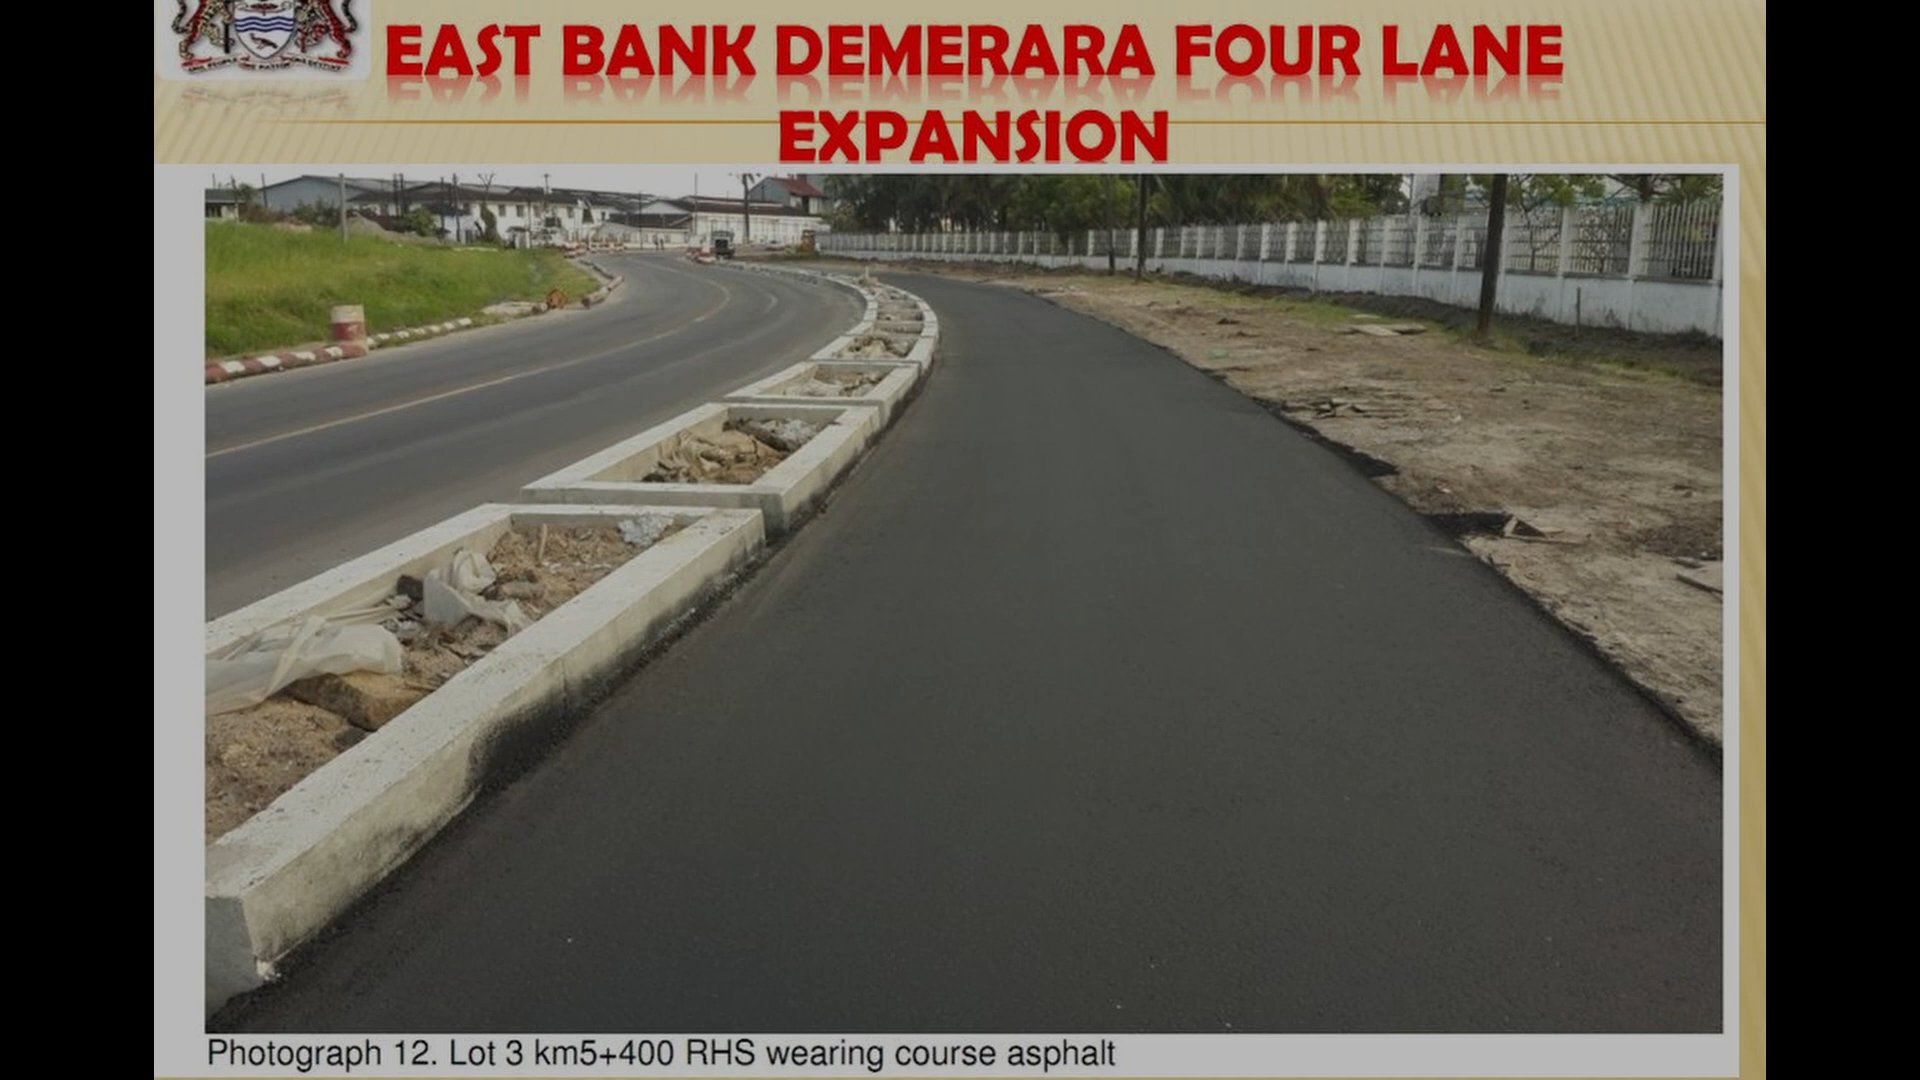 EAST BANK DEMERARA FOUR LANE
EXPANSION
Photograph 12. Lot 3 km5+400 RHS wearing course asphalt